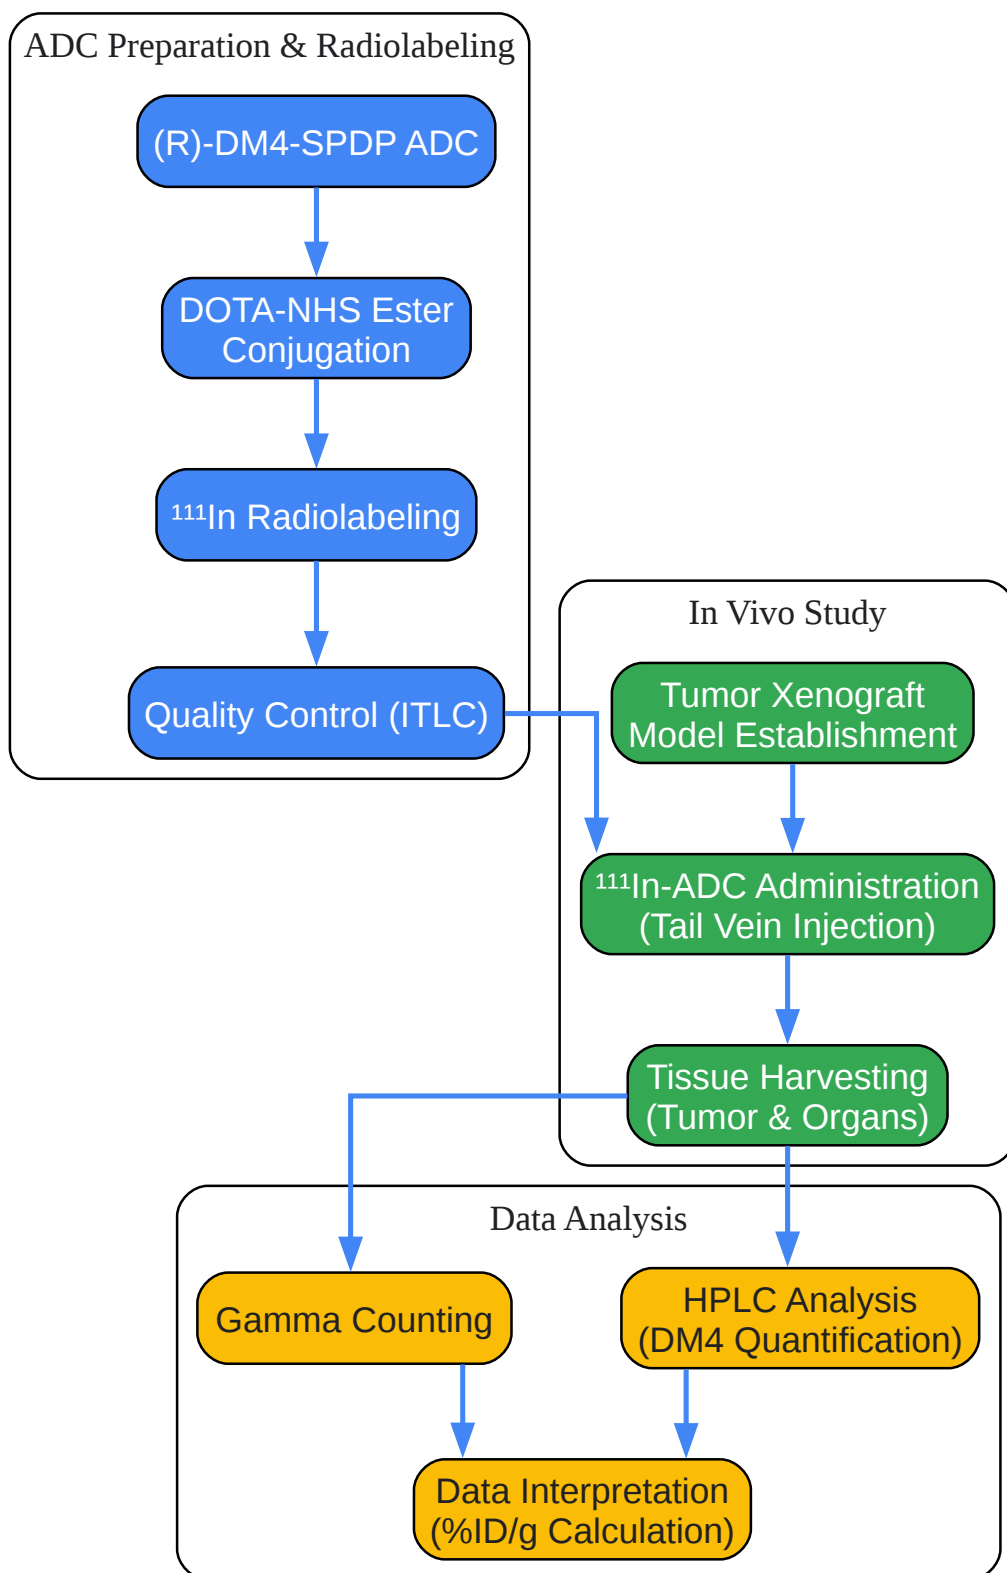 ADC Preparation & Radiolabeling
(R)-DM4-SPDP ADC
DOTA-NHS Ester
Conjugation
¹¹¹In Radiolabeling
Quality Control (ITLC)
In Vivo Study
Tumor Xenograft
Model Establishment
¹¹¹In-ADC Administration
(Tail Vein Injection)
Tissue Harvesting
(Tumor & Organs)
Data Analysis
Gamma Counting
HPLC Analysis
(DM4 Quantification)
Data Interpretation
(%ID/g Calculation)